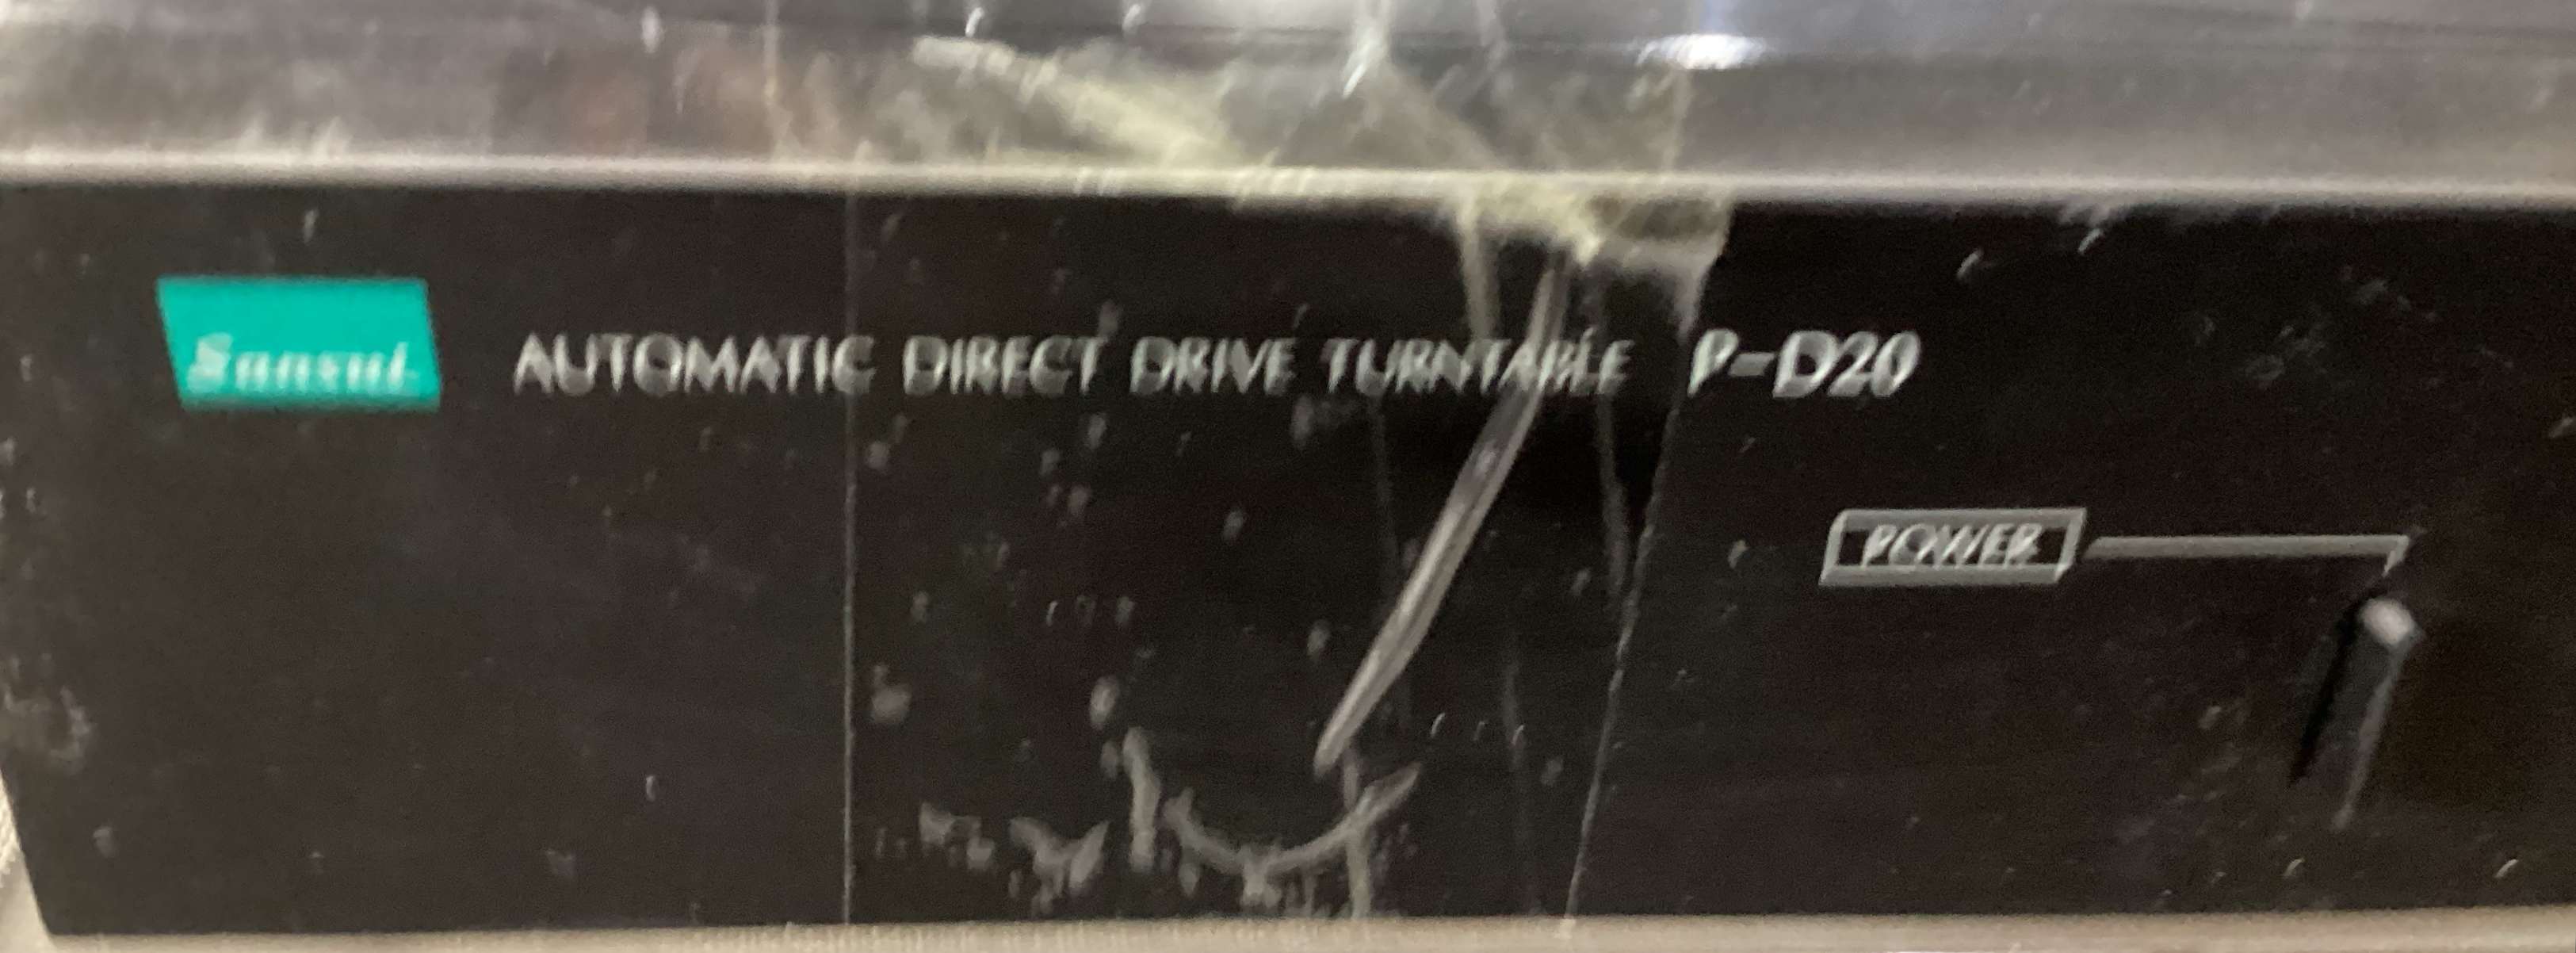 Sansui AUTOMATIC DIRECT DRIVE TURNTABLE P-D20
POWER